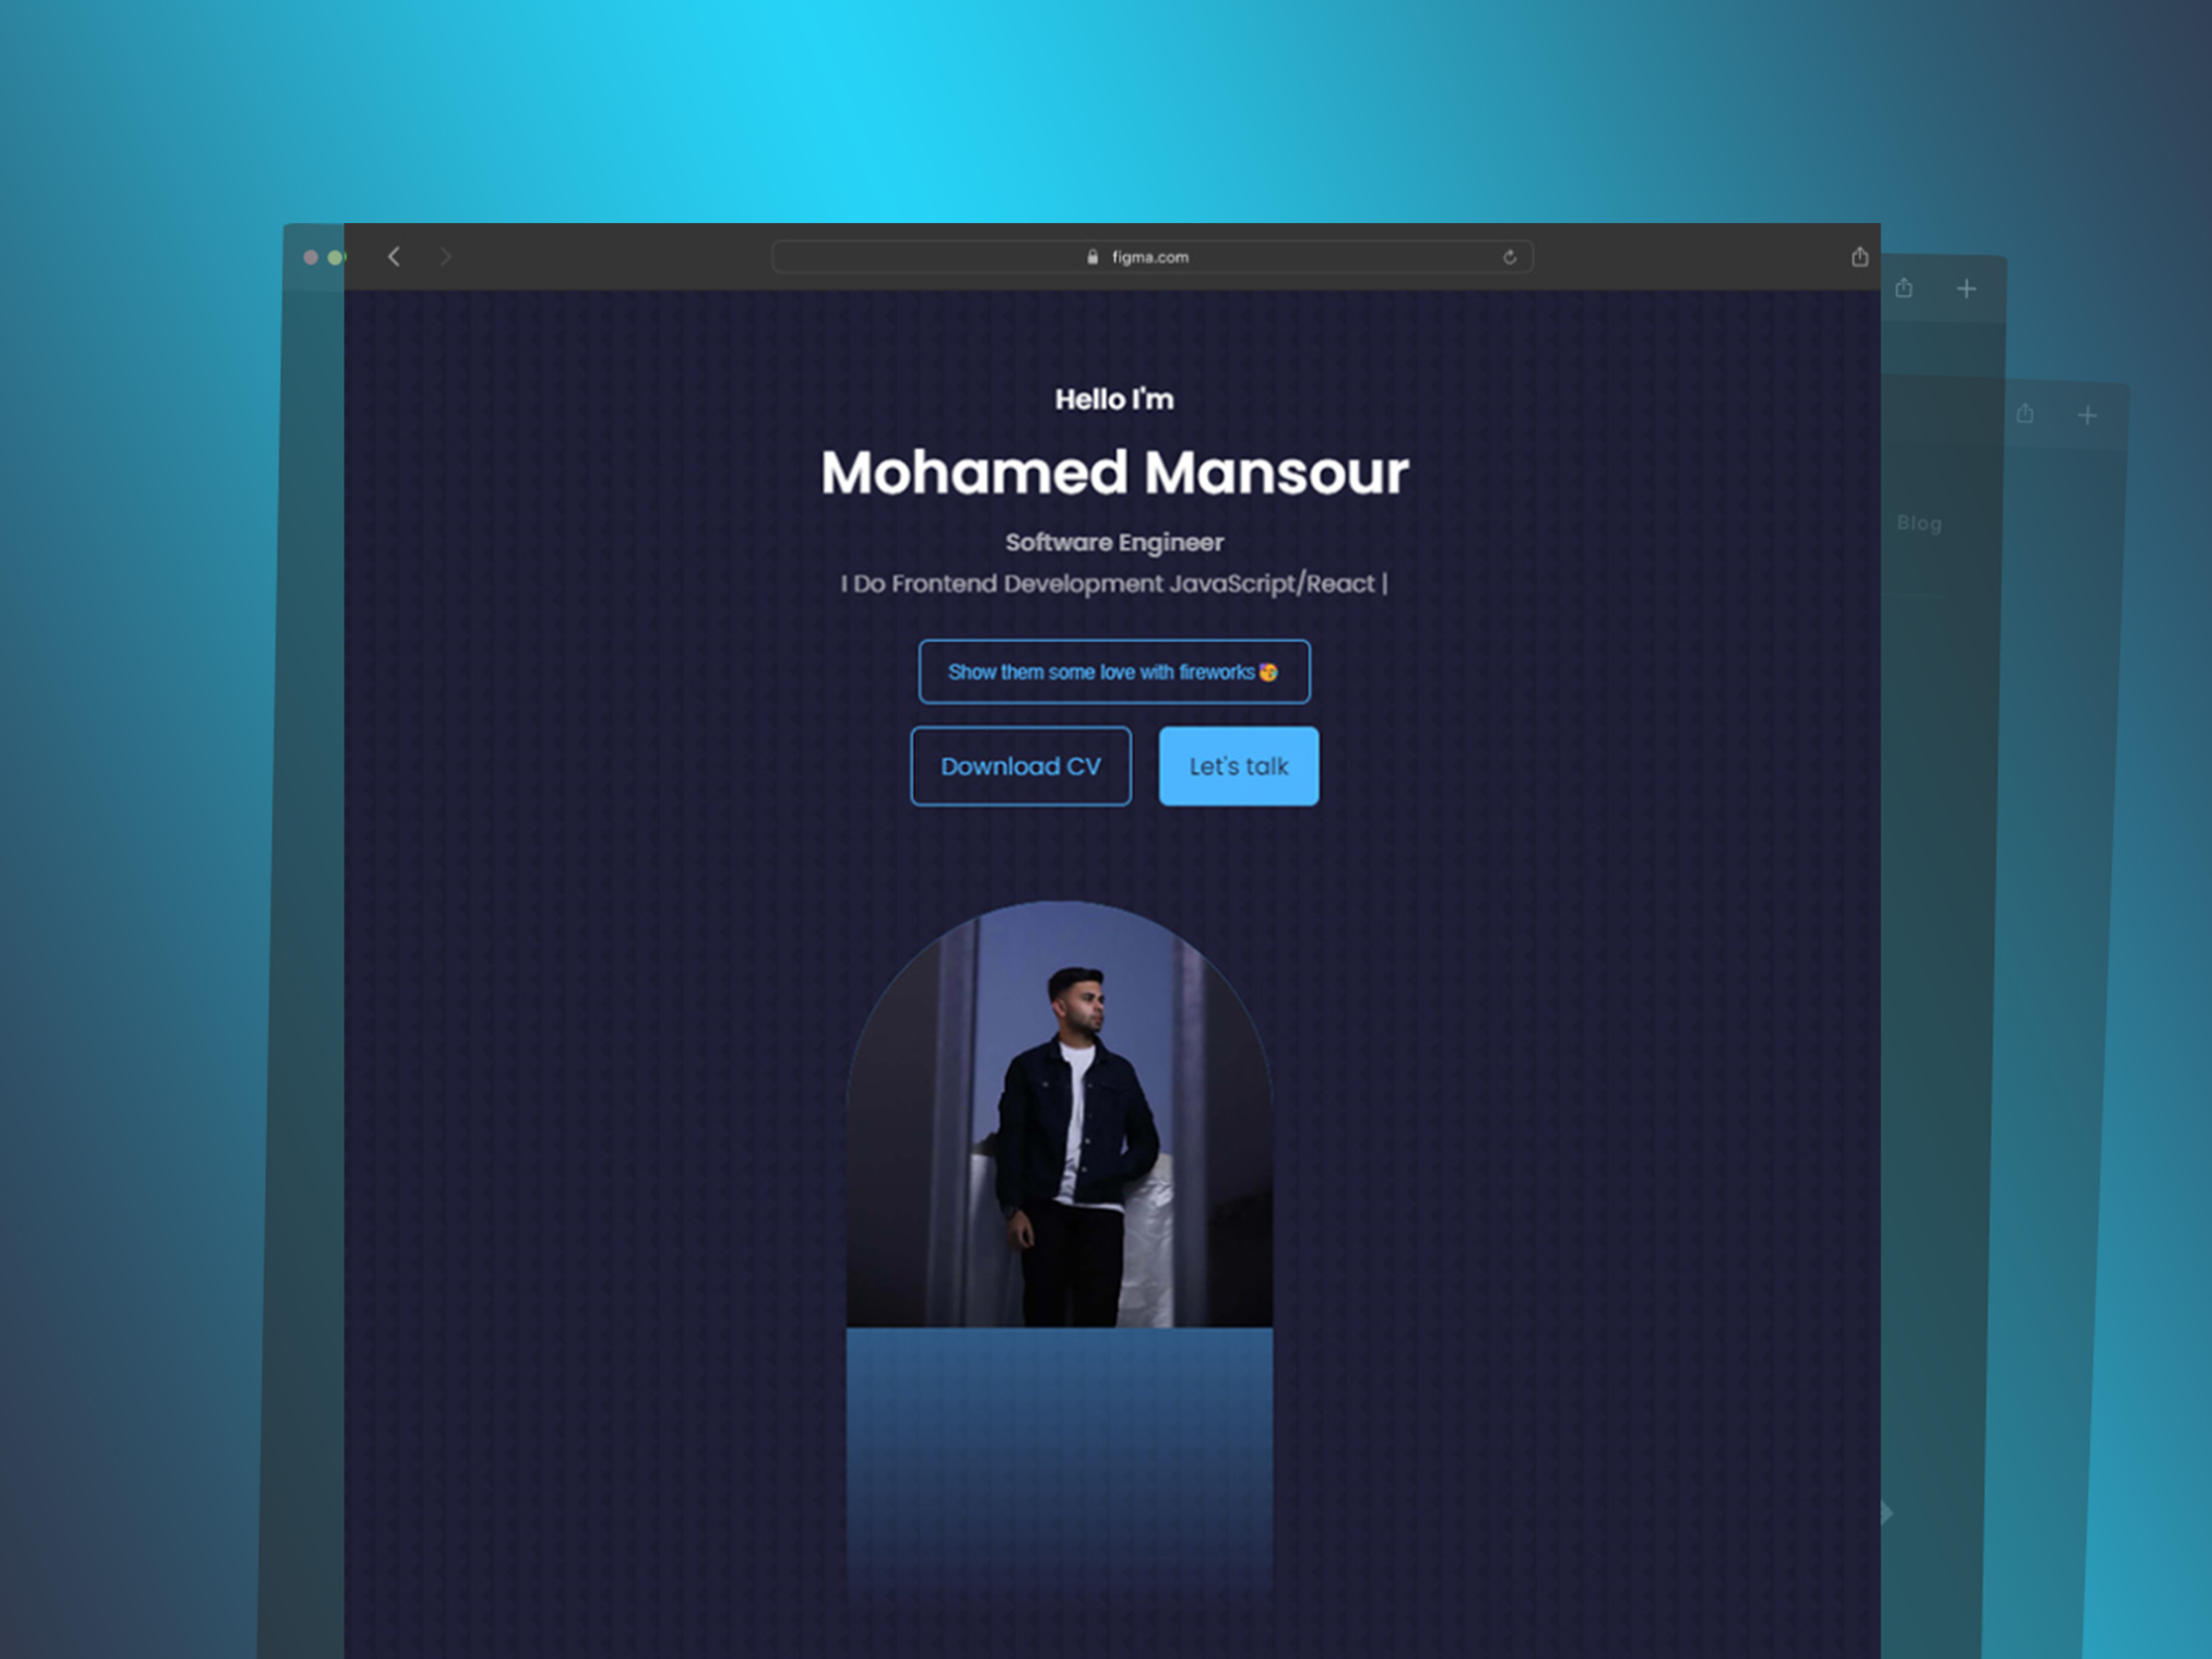 figma.com
Hello I'm
Mohamed Mansour
Blog
Software Engineer
I Do Frontend Development JavaScript/React |
Show them some love with fireworks🥳
Download CV
Let's talk